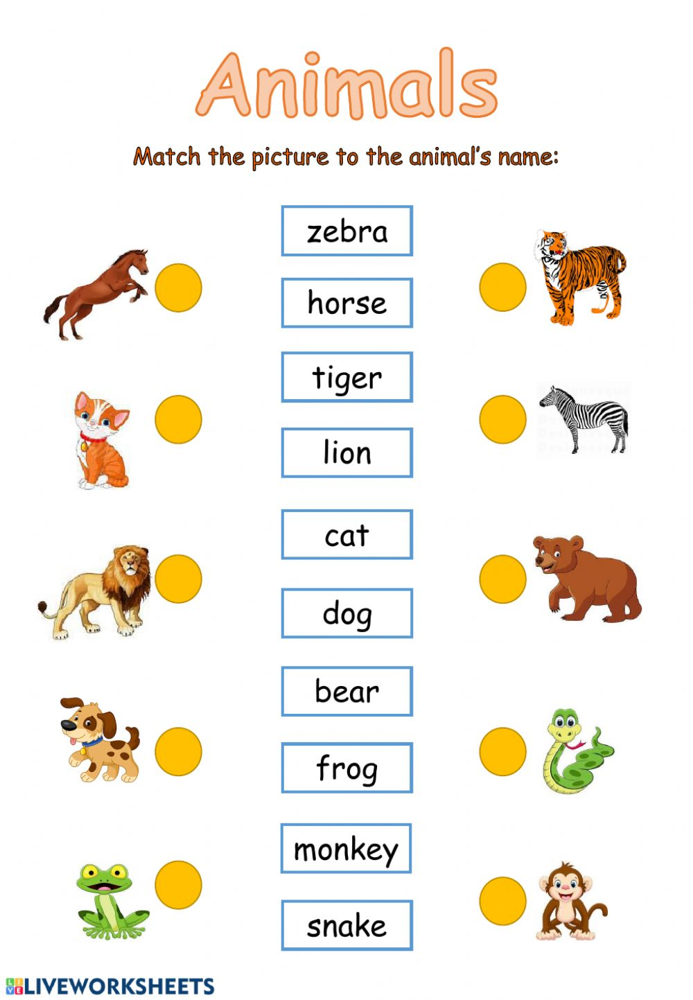 Animals
Match the picture to the animal's name:
zebra
horse
tiger
lion
cat
dog
bear
frog
monkey
snake
LIVE LIVEWORKSHEETS